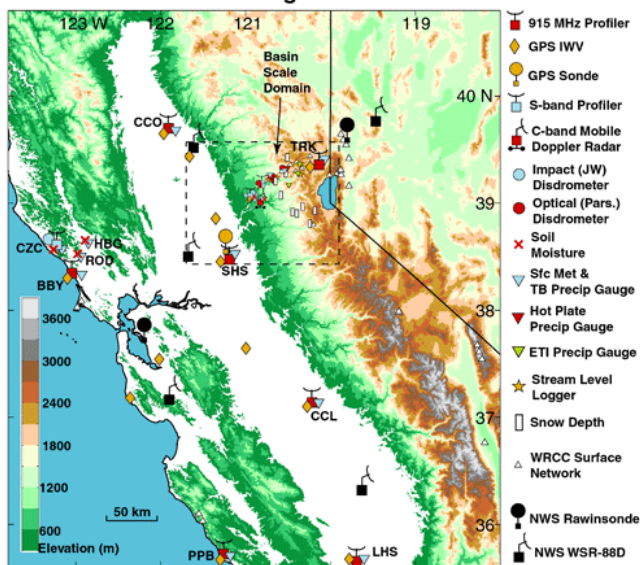 123 W
122
121
119
Basin
Scale
Domain
40 N
CCO
TRK
39
CZC
HBG
ROD
BBY
SHS
38
3600
3000
2400
1800
1200
600
Elevation (m)
50 km
CCL
37
36
PPB
LHS
915 MHz Profiler
GPS IWV
GPS Sonde
S-band Profiler
C-band Mobile
Doppler Radar
Impact (JW)
Disdrometer
Optical (Pars.)
Disdrometer
Soil
Moisture
Sfc Met &
TB Precip Gauge
Hot Plate
Precip Gauge
ETI Precip Gauge
Stream Level
Logger
Snow Depth
WRCC Surface
Network
NWS Rawinsonde
NWS WSR-88D